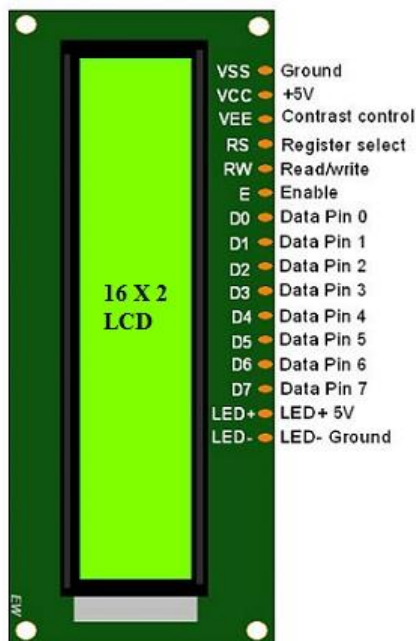 VSS Ground
VCC +5V
VEE Contrast control
RS Register select
RW Read/write
E Enable
D0 Data Pin 0
D1 Data Pin 1
D2 Data Pin 2
D3 Data Pin 3
D4 Data Pin 4
D5 Data Pin 5
D6 Data Pin 6
D7 Data Pin 7
LED+ LED+ 5V
LED- LED- Ground
16 X 2
LCD
EW